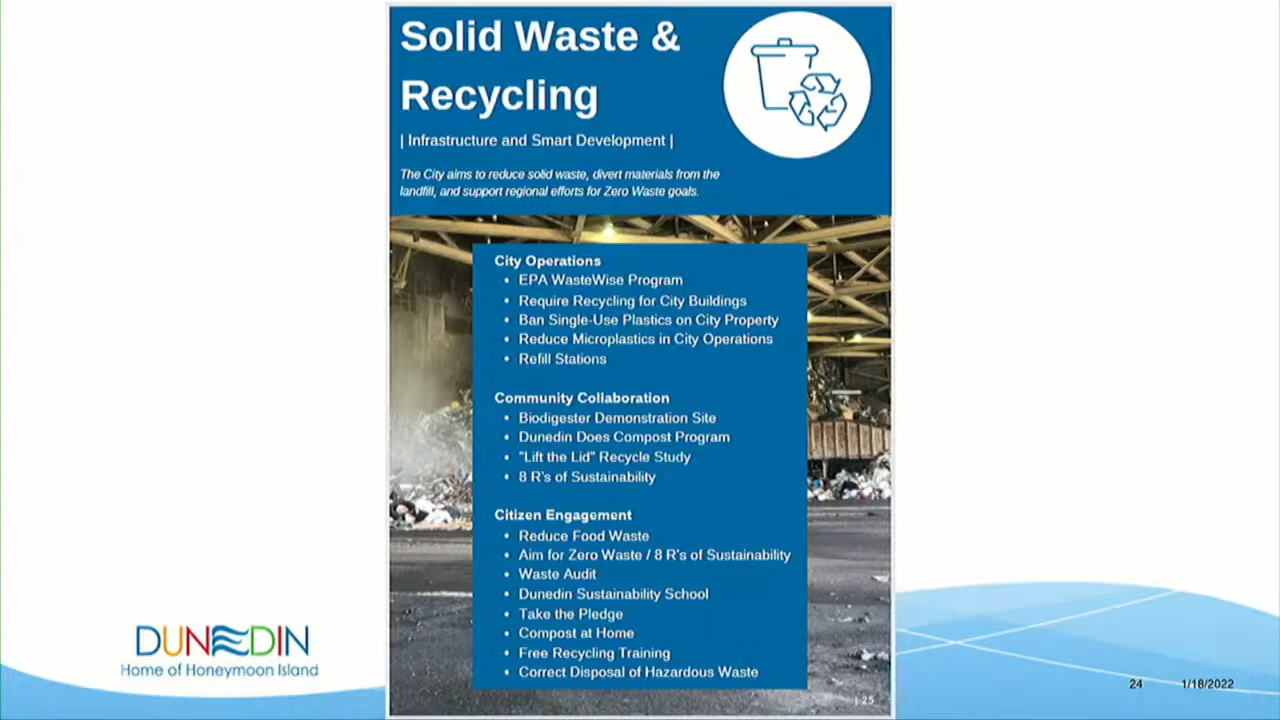 Solid Waste &
Recycling
| Infrastructure and Smart Development |
The City aims to reduce solid waste, divert materials from the
landfill, and support regional efforts for Zero Waste goals.
City Operations
• EPA WasteWise Program
• Require Recycling for City Buildings
• Ban Single-Use Plastics on City Property
• Reduce Microplastics in City Operations
• Refill Stations
Community Collaboration
• Biodigester Demonstration Site
• Dunedin Does Compost Program
• "Lift the Lid" Recycle Study
• 8 R's of Sustainability
Citizen Engagement
• Reduce Food Waste
• Aim for Zero Waste / 8 R's of Sustainability
• Waste Audit
• Dunedin Sustainability School
• Take the Pledge
• Compost at Home
• Free Recycling Training
• Correct Disposal of Hazardous Waste
| 25
DUNEDIN
Home of Honeymoon Island
24 1/18/2022